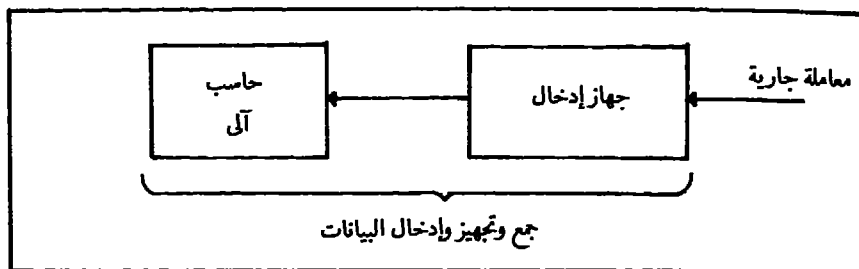 معاملة جارية
جهاز إدخال
حاسب
آلى
جمع وتجهيز وإدخال البيانات